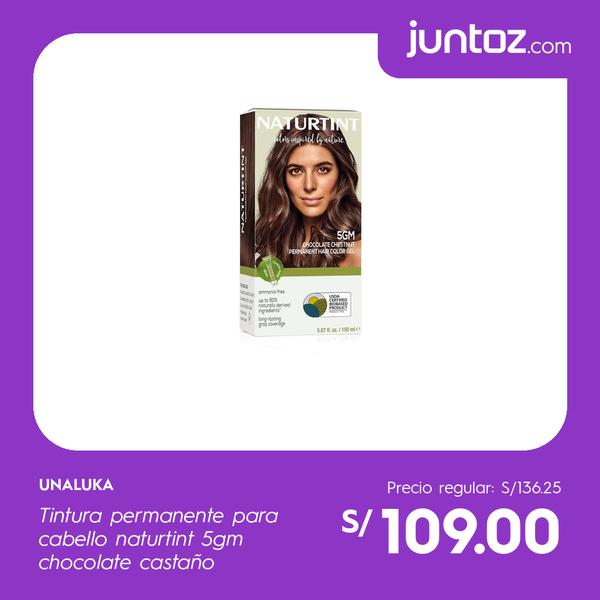 juntoz.com
NATURTINT
colors inspired by nature
NATURTINT
5GM
CHOCOLATE CHESTNUT
PERMANENT HAIR COLOR GEL
ammonia free
up to 90%
naturally derived
ingredients*
long-lasting
gray coverage
USDA
CERTIFIED
BIOBASED
PRODUCT
5.07 fl. oz. / 150 ml e
UNALUKA
Tintura permanente para
cabello naturtint 5gm
chocolate castaño
Precio regular: S/136.25
S/ 109.00